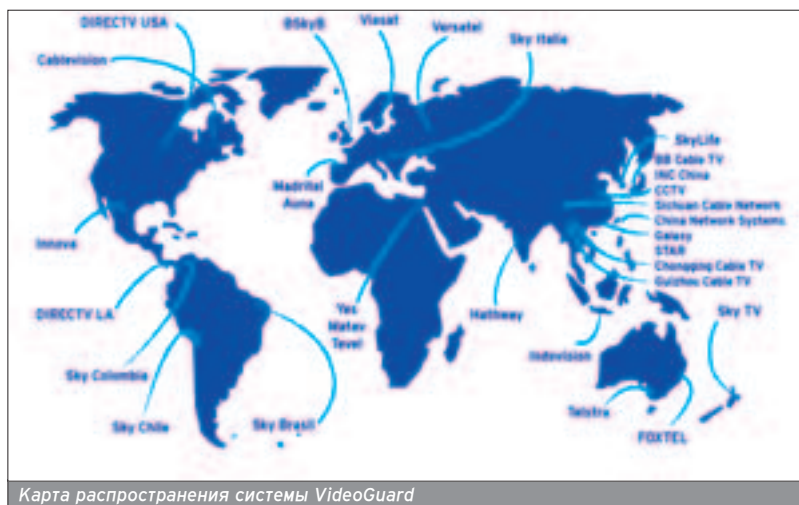 DIRECTV USA
Cablevision
BSkyB
Viasat
Versatel
Sky Italia
Madritel
Auna
SkyLife
BB Cable TV
INC China
CCTV
Sichuan Cable Network
China Network Systems
Galaxy
STAR
Chongqing Cable TV
Guizhou Cable TV
Innova
DIRECTV LA
Sky Colombia
Sky Chile
Sky Brasil
Yes
Matav
Tevel
Hathway
Indovision
Sky TV
Telstra
FOXTEL
Карта распространения системы VideoGuard